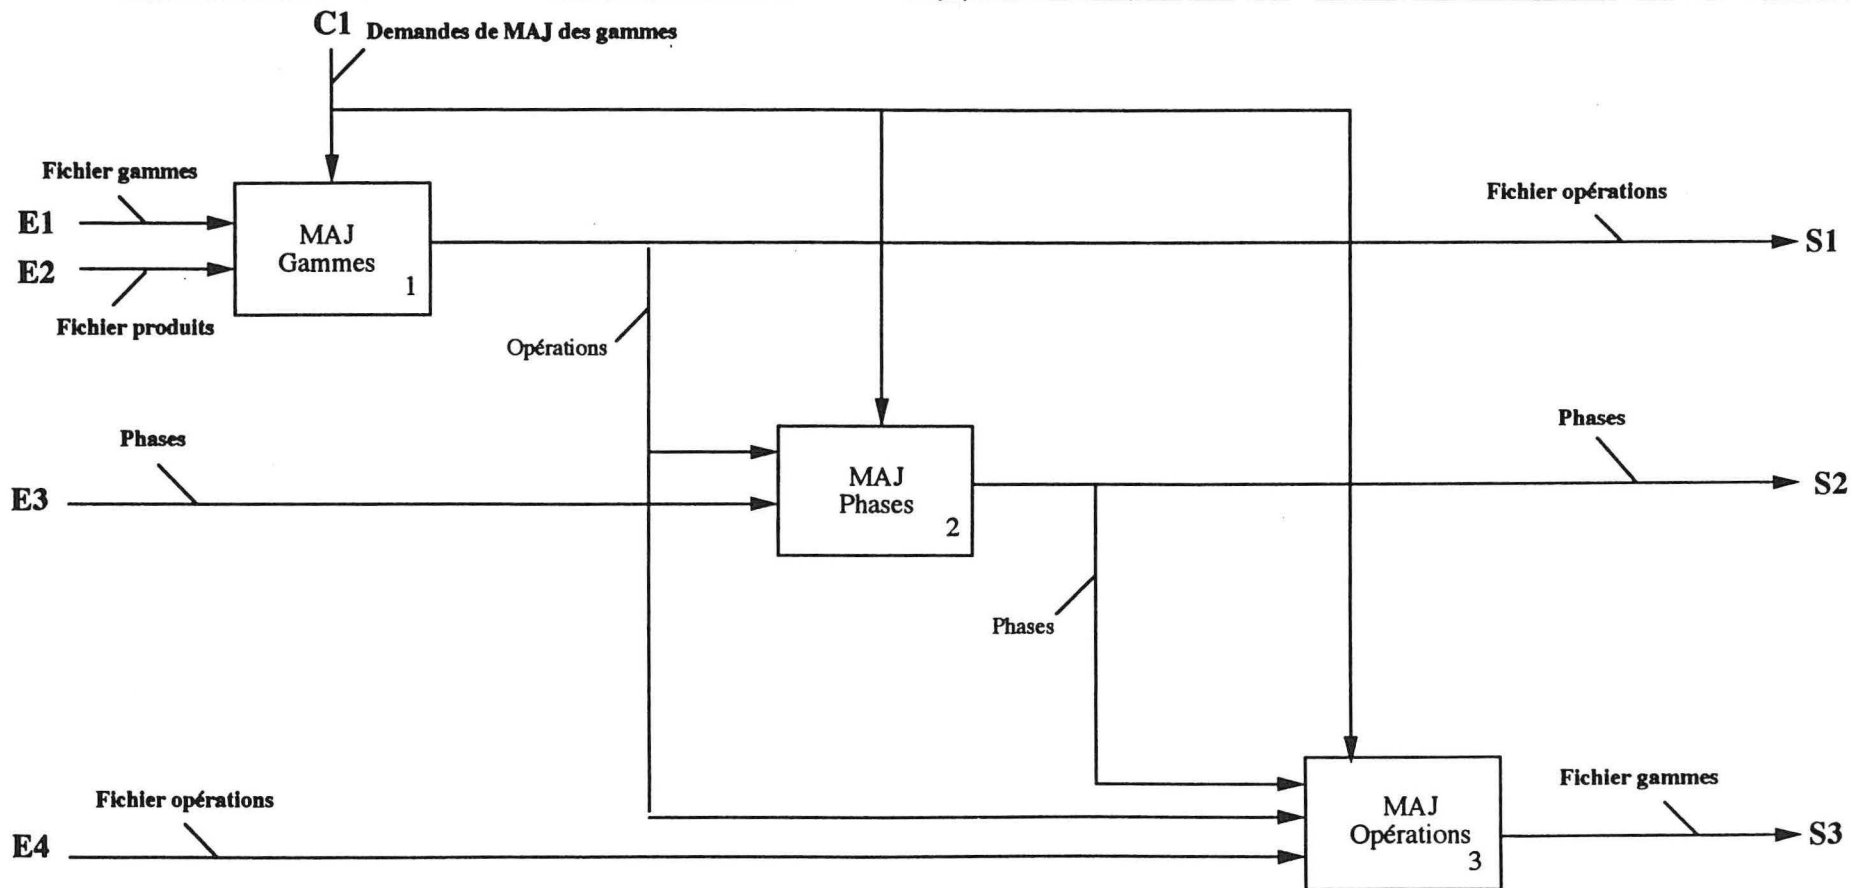 C1
Demandes de MAJ des gammes
Fichier gammes
Fichier opérations
E1
MAJ
Gammes
1
S1
E2
Fichier produits
Opérations
Phases
Phases
E3
MAJ
Phases
2
S2
Phases
Fichier opérations
Fichier gammes
MAJ
Opérations
3
E4
S3